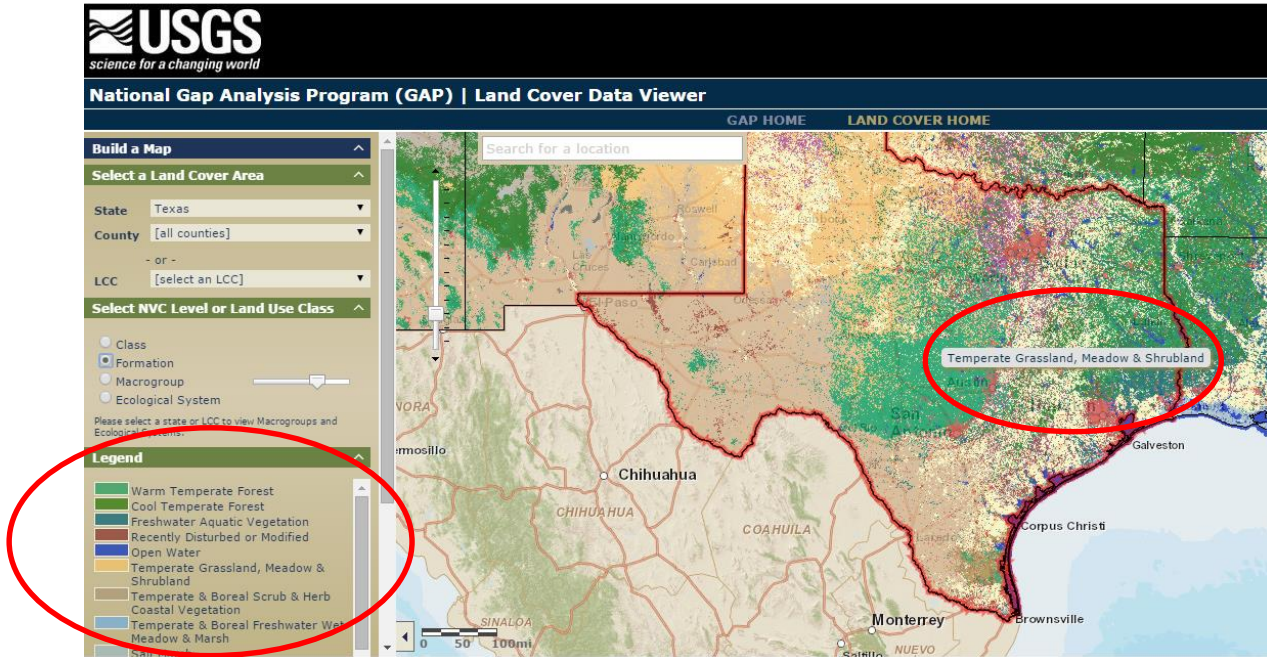 USGS
science for a changing world
National Gap Analysis Program (GAP) | Land Cover Data Viewer
GAP HOME LAND COVER HOME
Build a Map
Select a Land Cover Area
State Texas
County [all counties]
- or -
LCC [select an LCC]
Select NVC Level or Land Use Class
Class
Formation
Macrogroup
Ecological System
Please select a state or LCC to view Macrogroups and
Ecological Systems.
Legend
Warm Temperate Forest
Cool Temperate Forest
Freshwater Aquatic Vegetation
Recently Disturbed or Modified
Open Water
Temperate Grassland, Meadow &
Shrubland
Temperate & Boreal Scrub & Herb
Coastal Vegetation
Temperate & Boreal Freshwater Wet
Meadow & Marsh
Search for a location
Roswell
Carlsbad
Las
Cruces
El Paso
Odessa
Temperate Grassland, Meadow & Shrubland
Austin
San
Galveston
Chihuahua
CHIHUAHUA
COAHUILA
Corpus Christi
Laredo
SINALOA
Monterrey
Brownsville
Saltillo
NUEVO
0 50 100mi